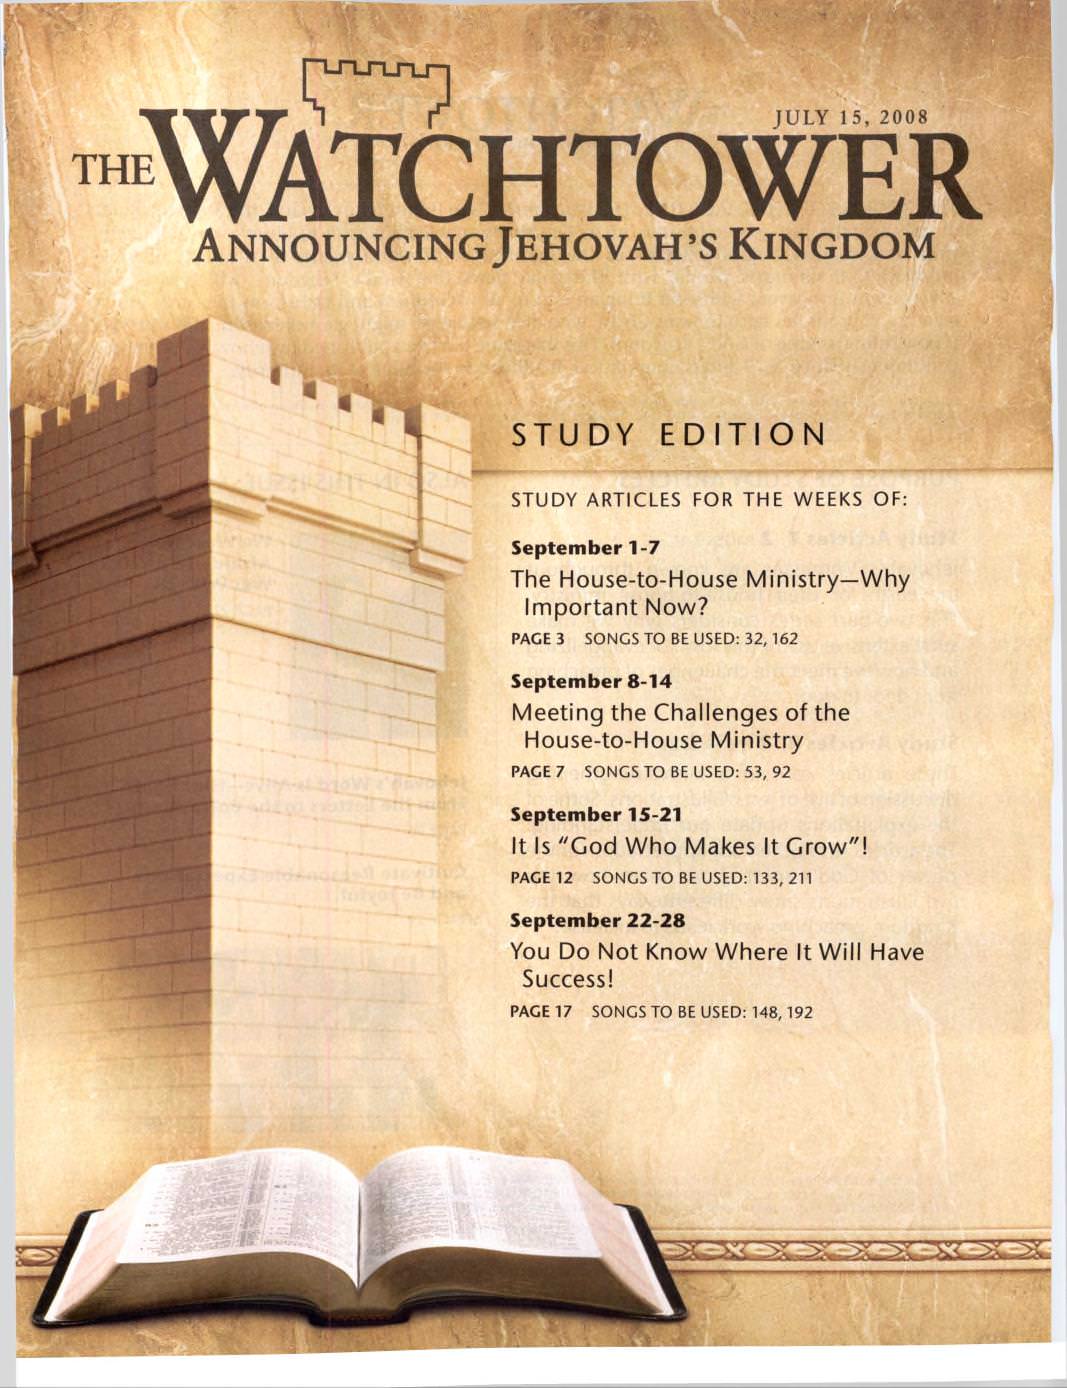 JULY 15, 2008
THE WATCHTOWER
ANNOUNCING JEHOVAH'S KINGDOM
STUDY EDITION
STUDY ARTICLES FOR THE WEEKS OF:
September 1-7
The House-to-House Ministry—Why
Important Now?
PAGE 3 SONGS TO BE USED: 32, 162
September 8-14
Meeting the Challenges of the
House-to-House Ministry
PAGE 7 SONGS TO BE USED: 53, 92
September 15-21
It Is “God Who Makes It Grow”!
PAGE 12 SONGS TO BE USED: 133, 211
September 22-28
You Do Not Know Where It Will Have
Success!
PAGE 17 SONGS TO BE USED: 148, 192